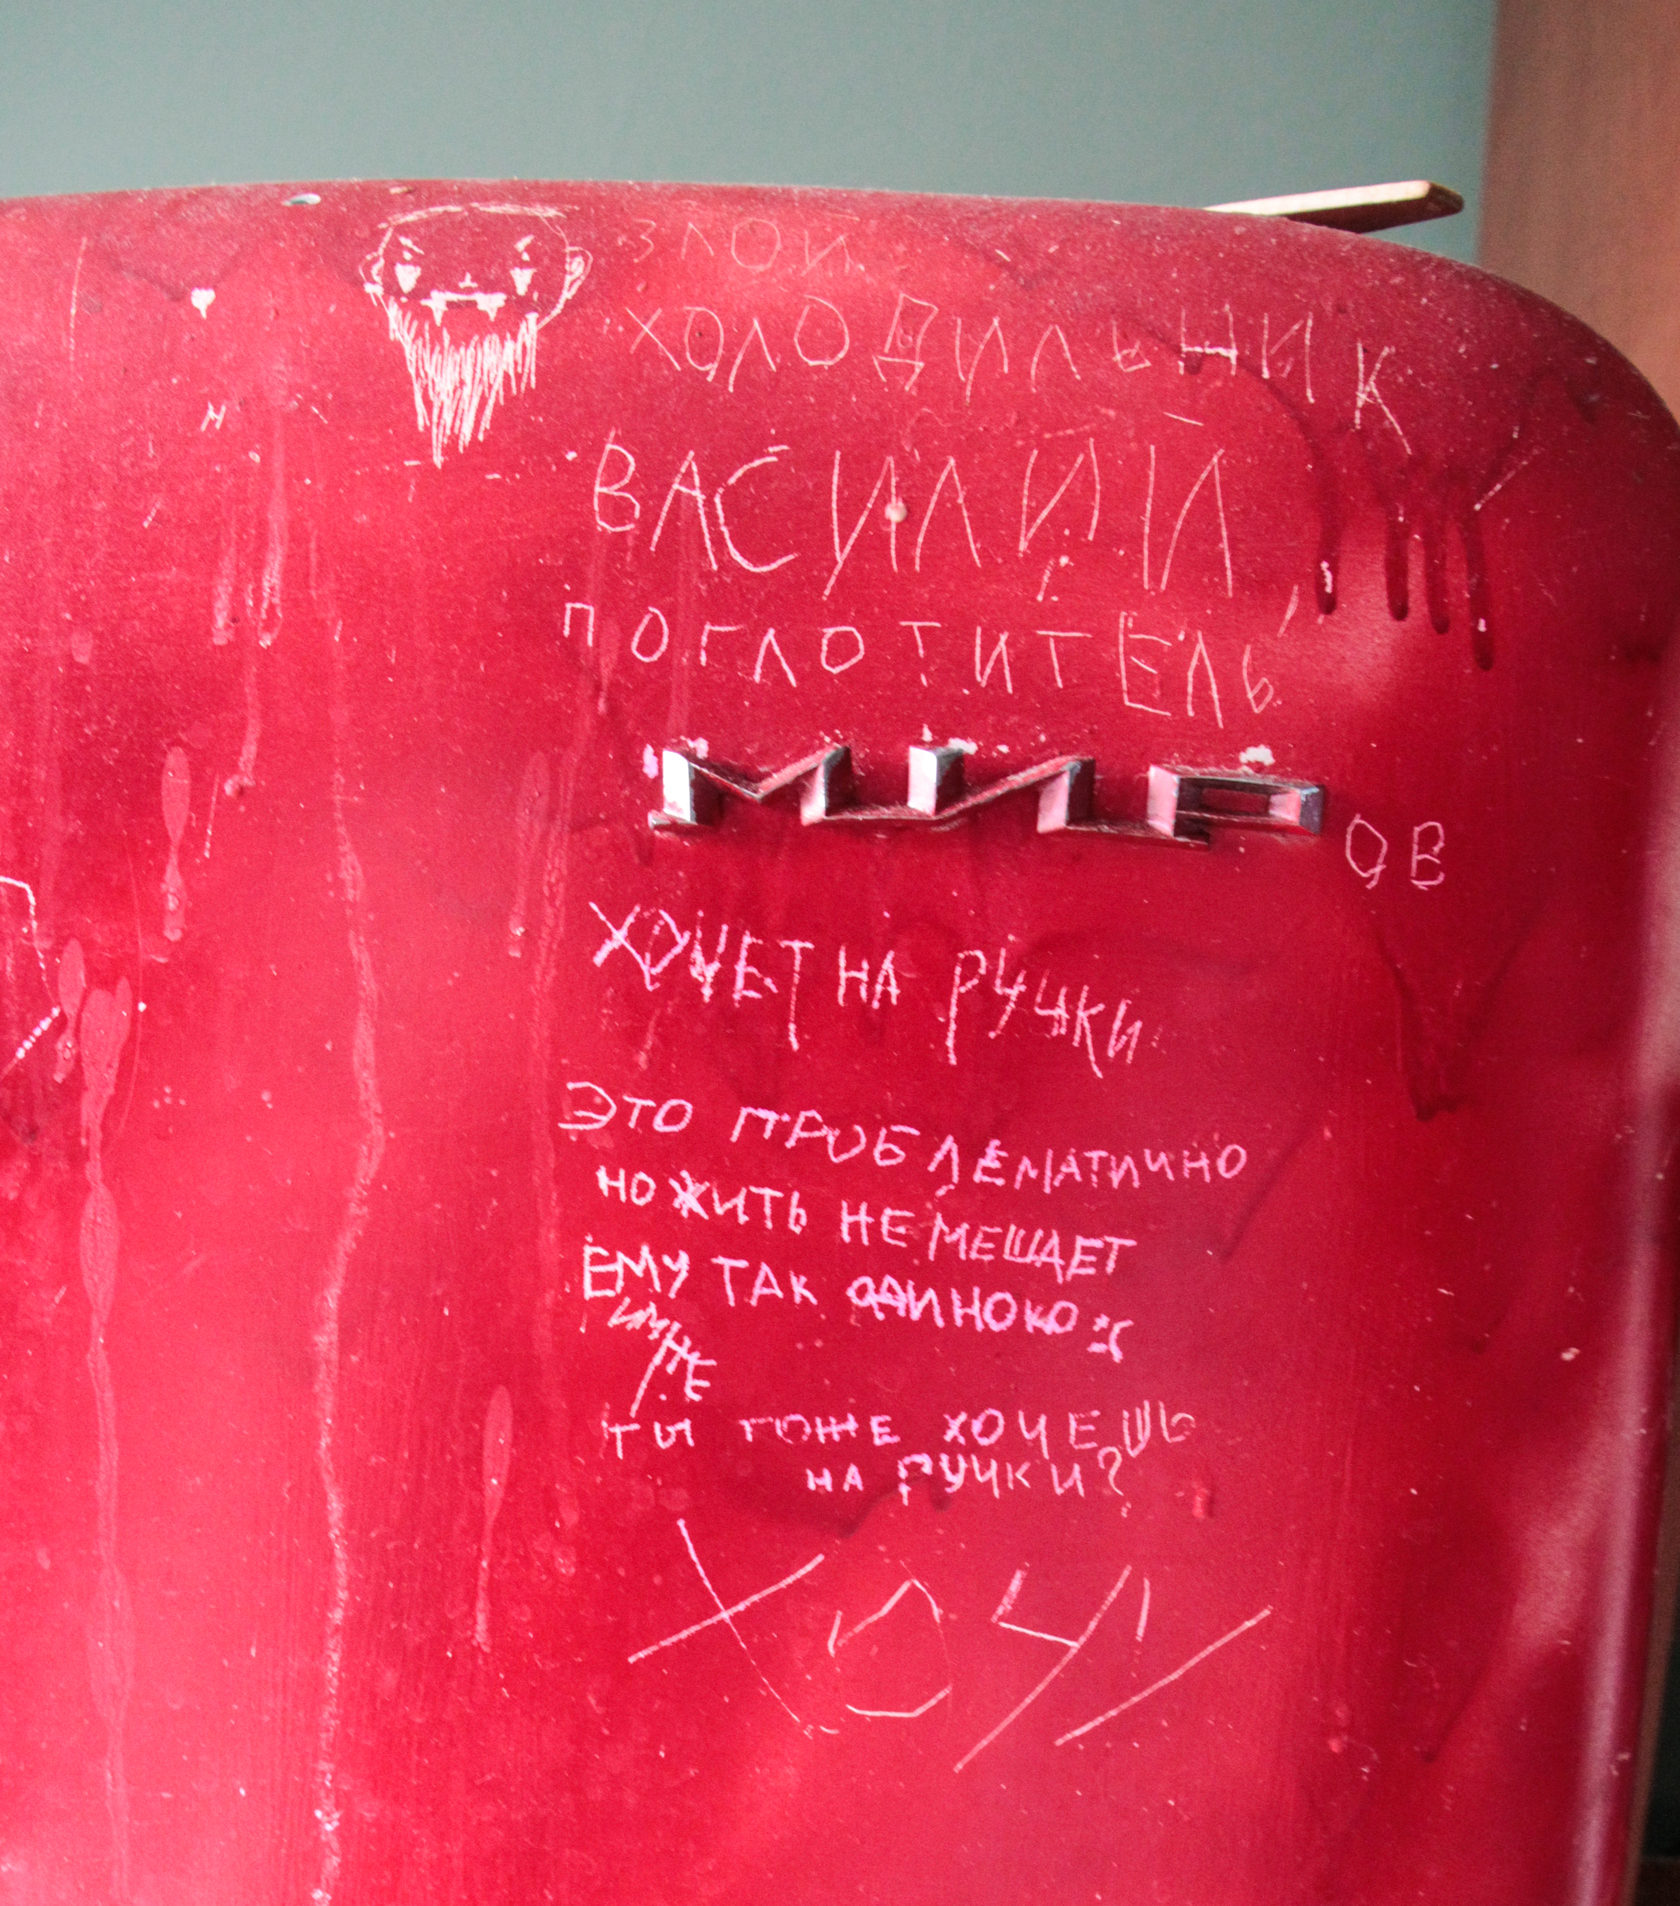 ЗЛОЙ
ХОЛОДИЛЬНИК
ВАСИЛИЙ,
ПОГЛОТИТЕЛЬ
МИРОВ
ХОЧЕТ НА РУЧКИ
ЭТО ПРОБЛЕМАТИЧНО
НО ЖИТЬ НЕ МЕШАЕТ
ЕМУ ТАК ОДИНОКО :(
И МНЕ
ТЫ ТОЖЕ ХОЧЕШЬ
НА РУЧКИ?
ХОЧУ